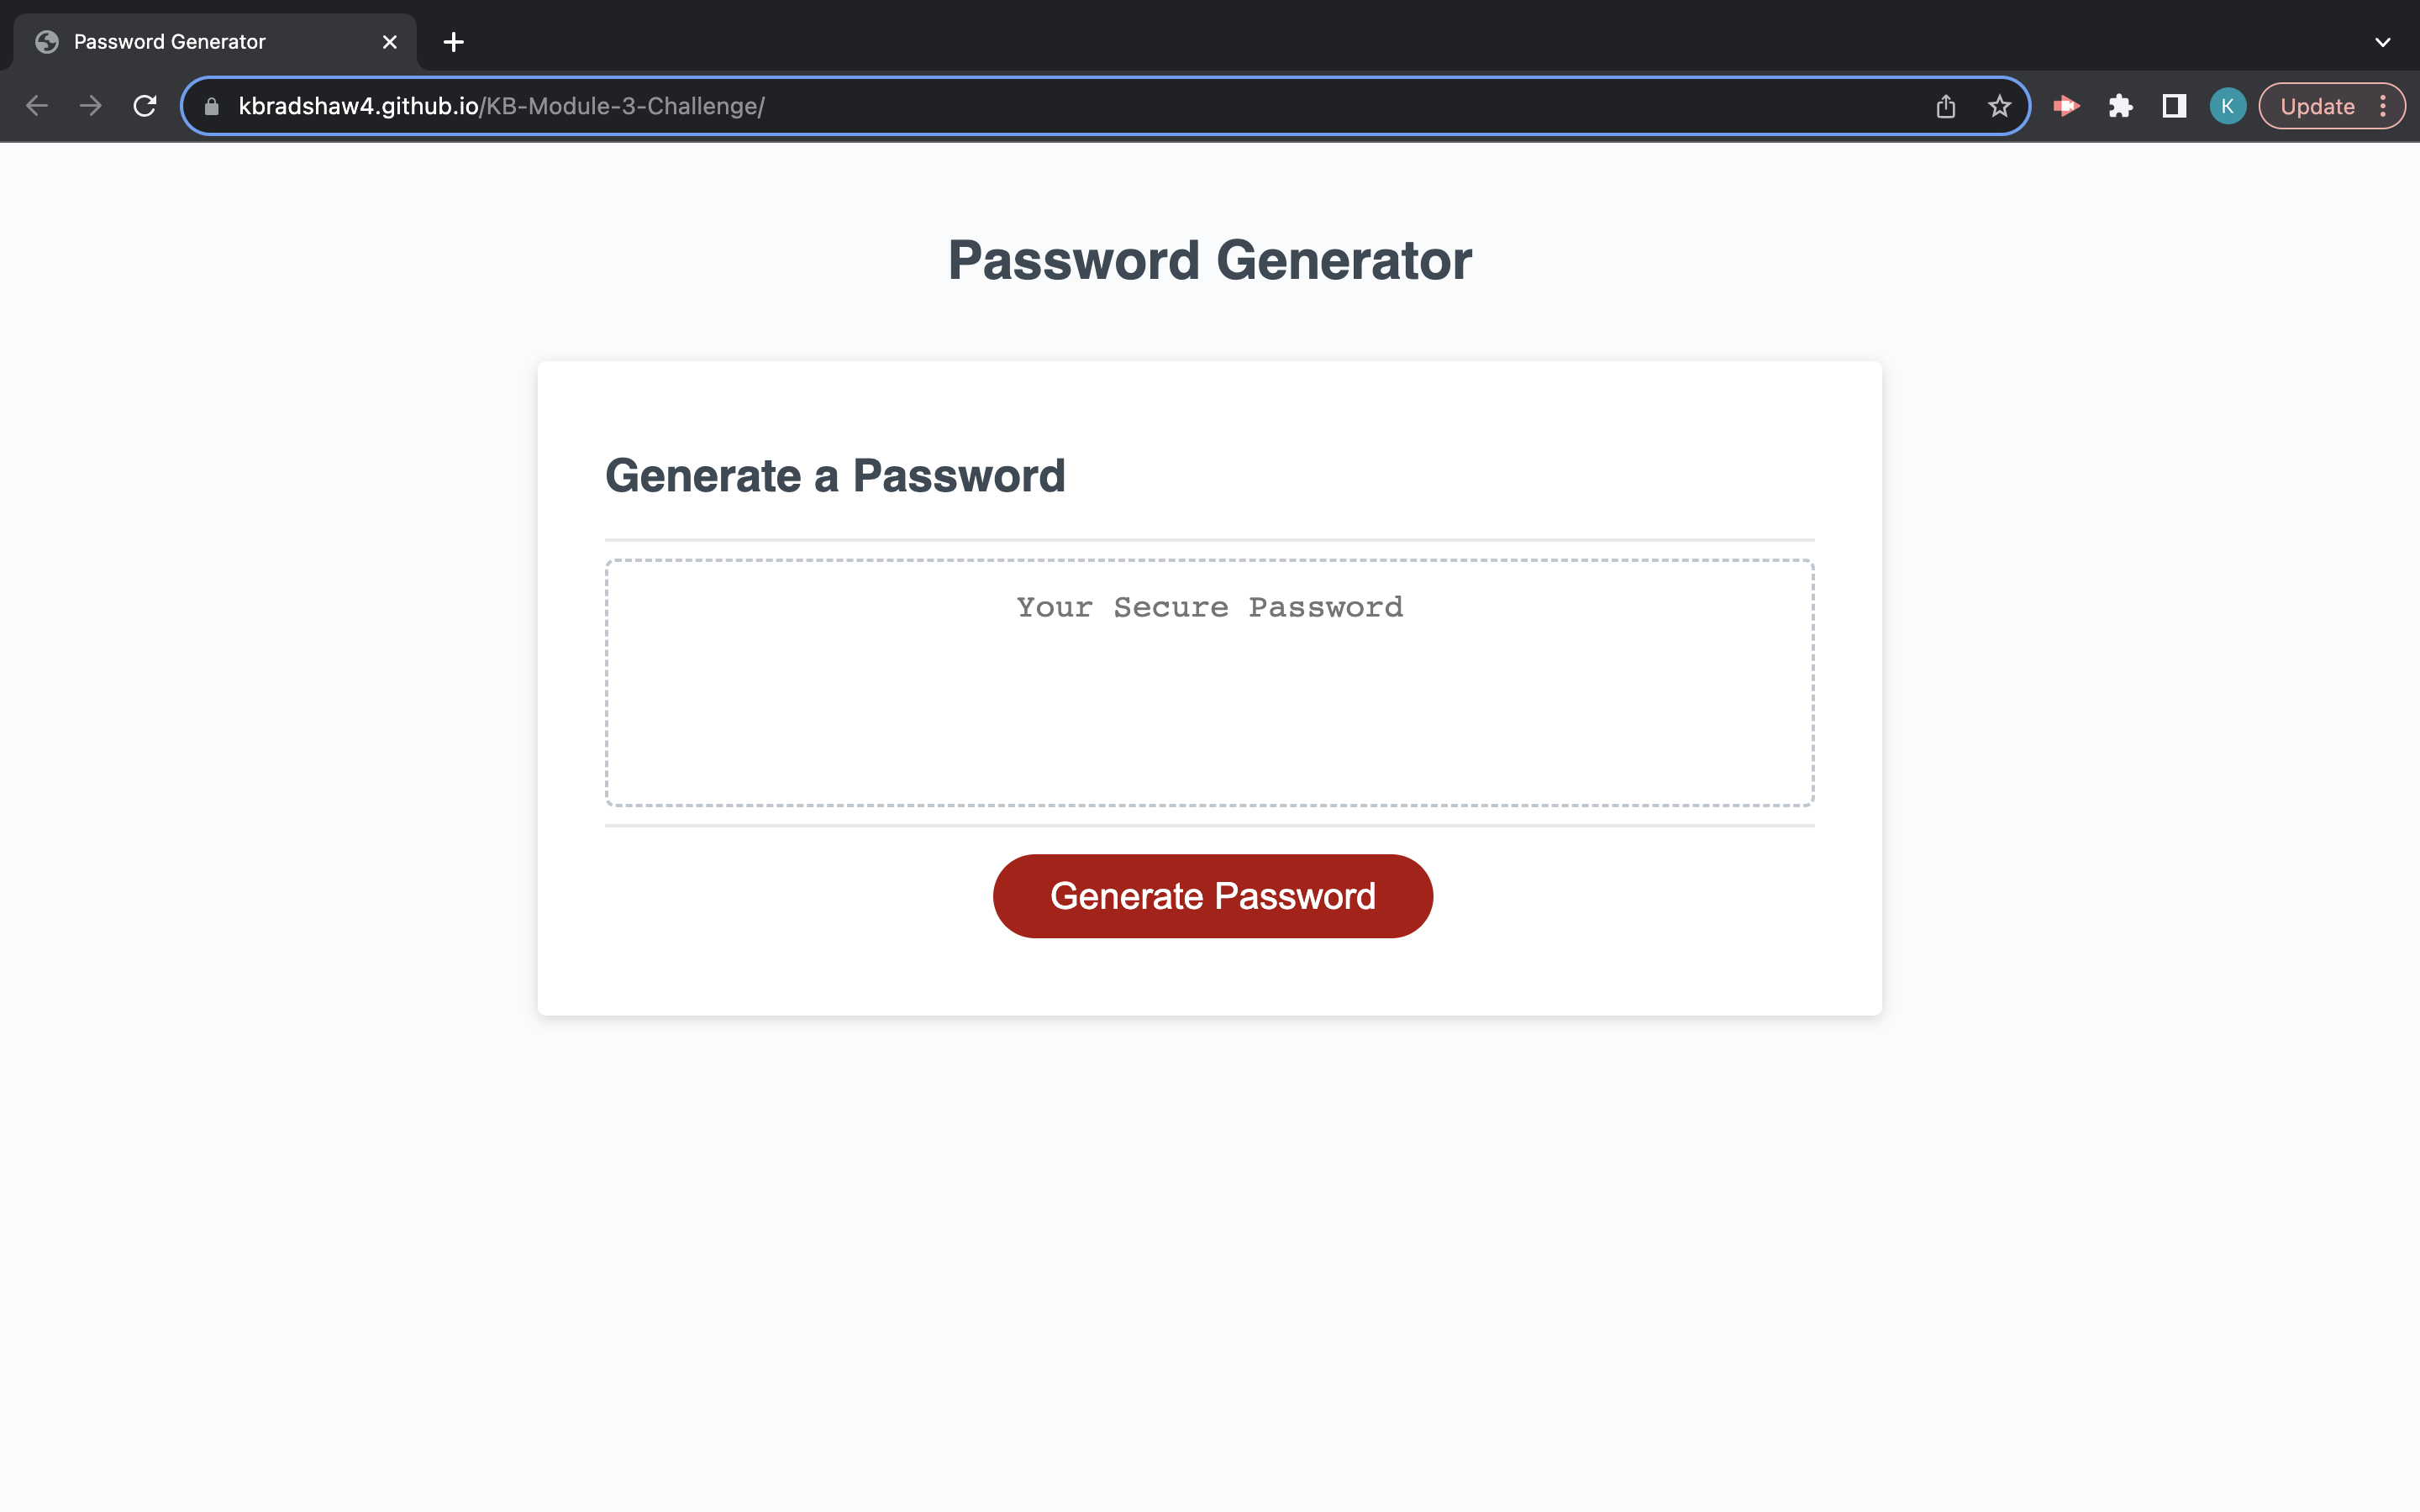 Password Generator
kbradshaw4.github.io/KB-Module-3-Challenge/
K
Update
Password Generator
Generate a Password
Your Secure Password
Generate Password